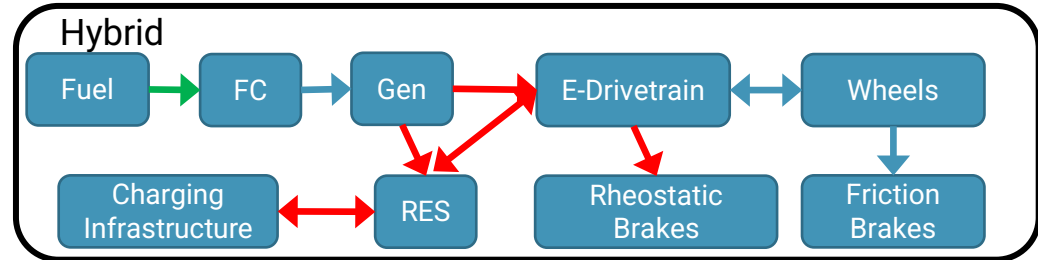 Hybrid
Fuel
FC
Gen
E-Drivetrain
Wheels
Charging
Infrastructure
RES
Rheostatic
Brakes
Friction
Brakes